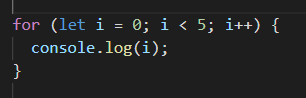 for (let i = 0; i < 5; i++) {
  console.log(i);
}